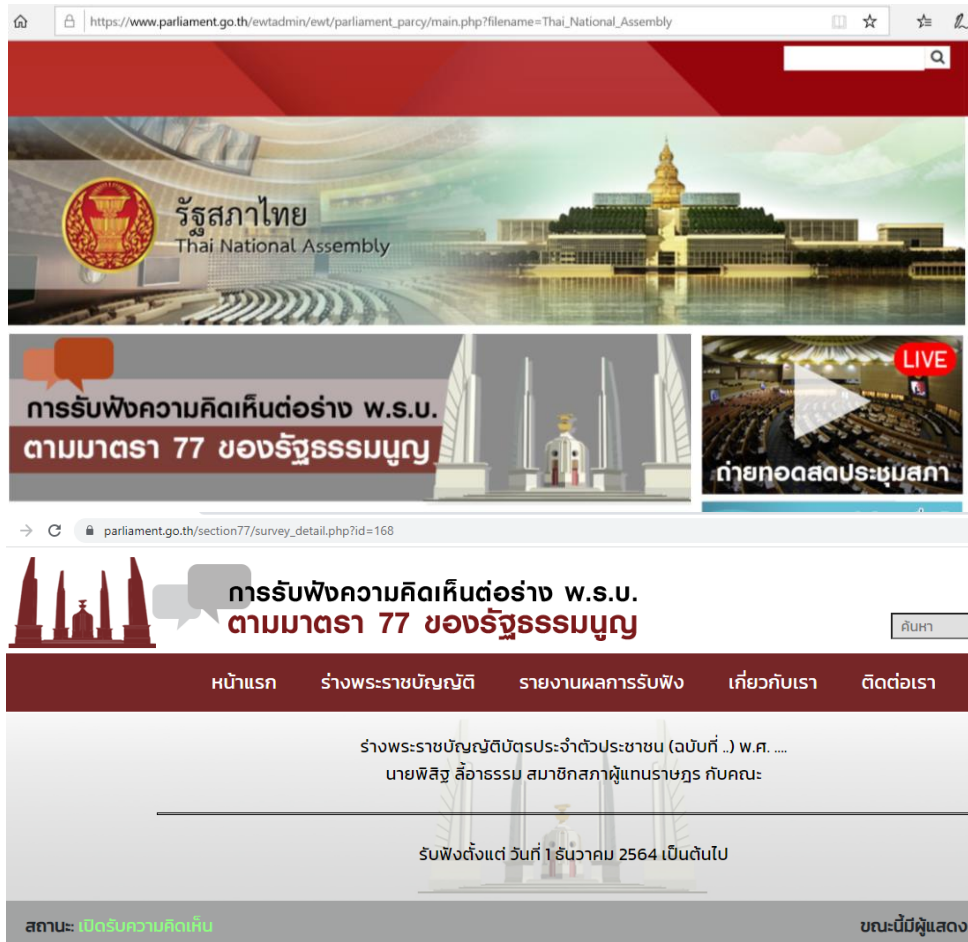 https://www.parliament.go.th/ewtadmin/ewt/parliament_parcy/main.php?filename=Thai_National_Assembly
รัฐสภาไทย
Thai National Assembly
การรับฟังความคิดเห็นต่อร่าง พ.ร.บ.
ตามมาตรา 77 ของรัฐธรรมนูญ
LIVE
ถ่ายทอดสดประชุมสภา
parliament.go.th/section77/survey_detail.php?id=168
การรับฟังความคิดเห็นต่อร่าง พ.ร.บ.
ตามมาตรา 77 ของรัฐธรรมนูญ
ค้นหา
หน้าแรก ร่างพระราชบัญญัติ รายงานผลการรับฟัง เกี่ยวกับเรา ติดต่อเรา
ร่างพระราชบัญญัติบัตรประจำตัวประชาชน (ฉบับที่ ..) พ.ศ. ....
นายพิสิฐ ลี้อาธรรม สมาชิกสภาผู้แทนราษฎร กับคณะ
รับฟังตั้งแต่ วันที่ 1 ธันวาคม 2564 เป็นต้นไป
สถานะ: เปิดรับความคิดเห็น ขณะนี้มีผู้แสดง